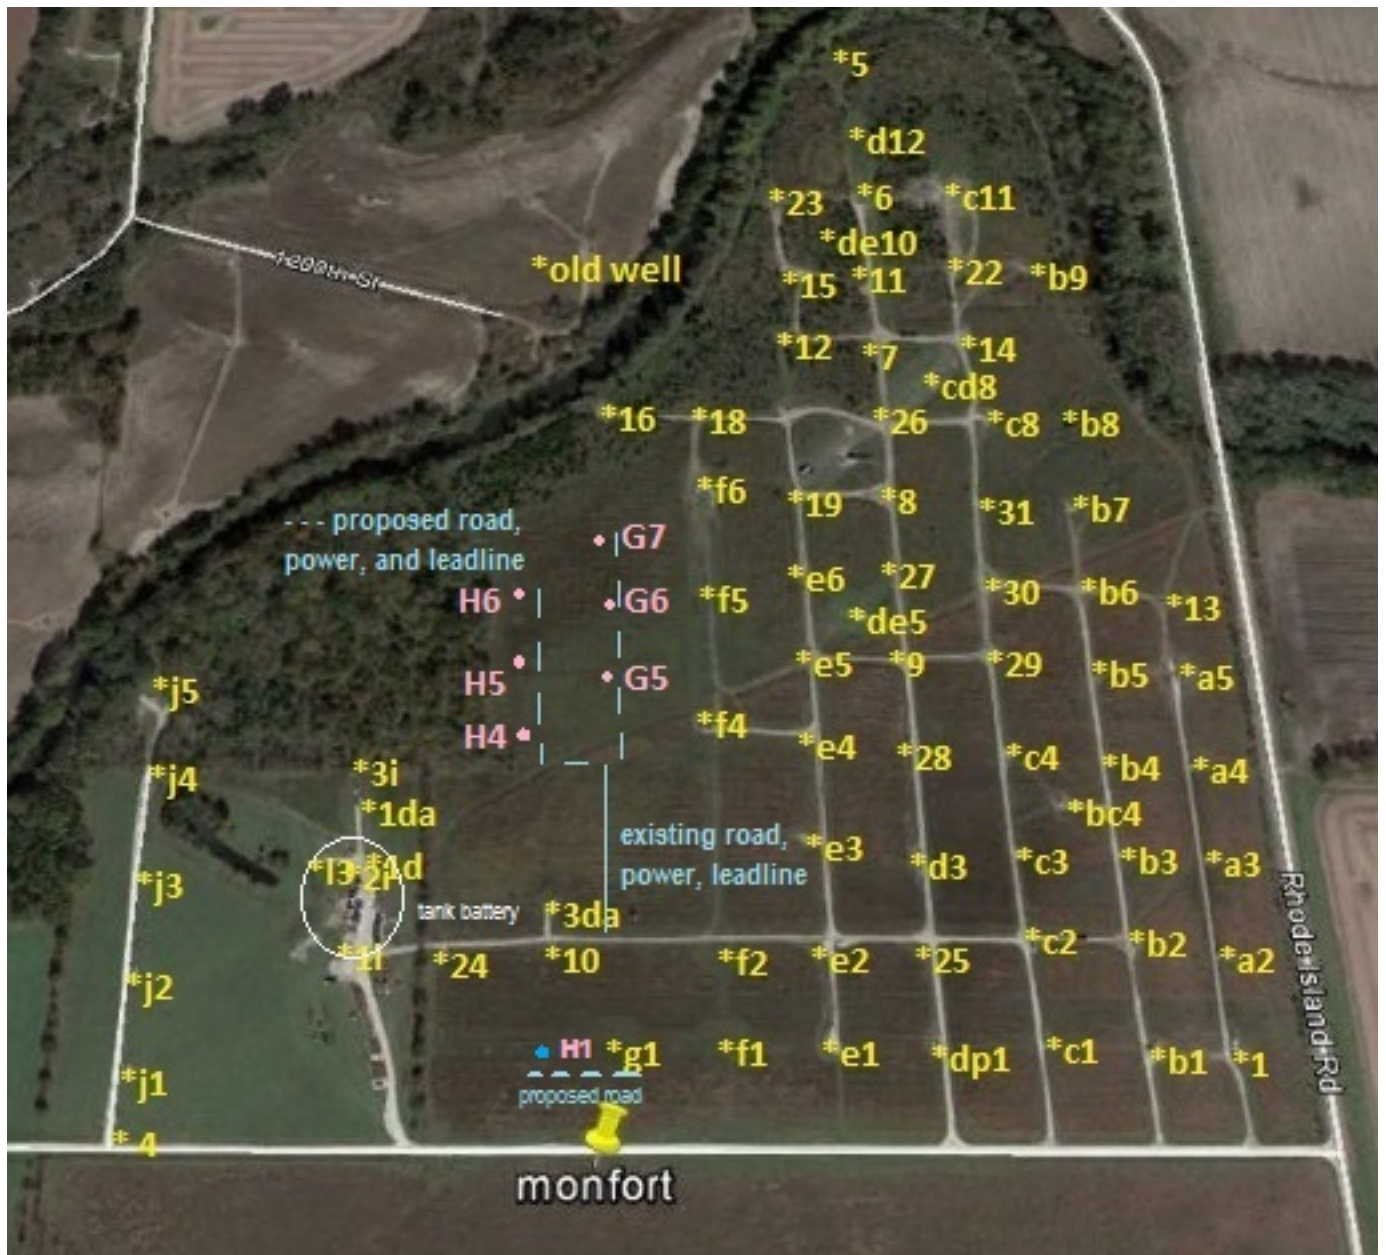 *5
*d12
*23
*6
*c11
*de10
1200th St
*old well
*15
*11
*22
*b9
*12
*7
*14
*cd8
*16
*18
*26
*c8
*b8
*f6
*19
*8
*31
*b7
--- proposed road,
power, and leadline
G7
H6
G6
*f5
*e6
*27
*30
*b6
*13
*de5
H5
G5
*e5
*9
*29
*b5
*a5
*j5
H4
*f4
*e4
*28
*c4
*b4
*a4
*j4
*3i
*1da
*bc4
existing road,
power, leadline
*e3
*d3
*c3
*b3
*a3
*j3
tank battery
*3da
Rhode Island Rd
*24
*10
*f2
*e2
*25
*c2
*b2
*a2
*j2
H1
*g1
*f1
*e1
*dp1
*c1
*b1
*1
*j1
proposed road
*4
monfort